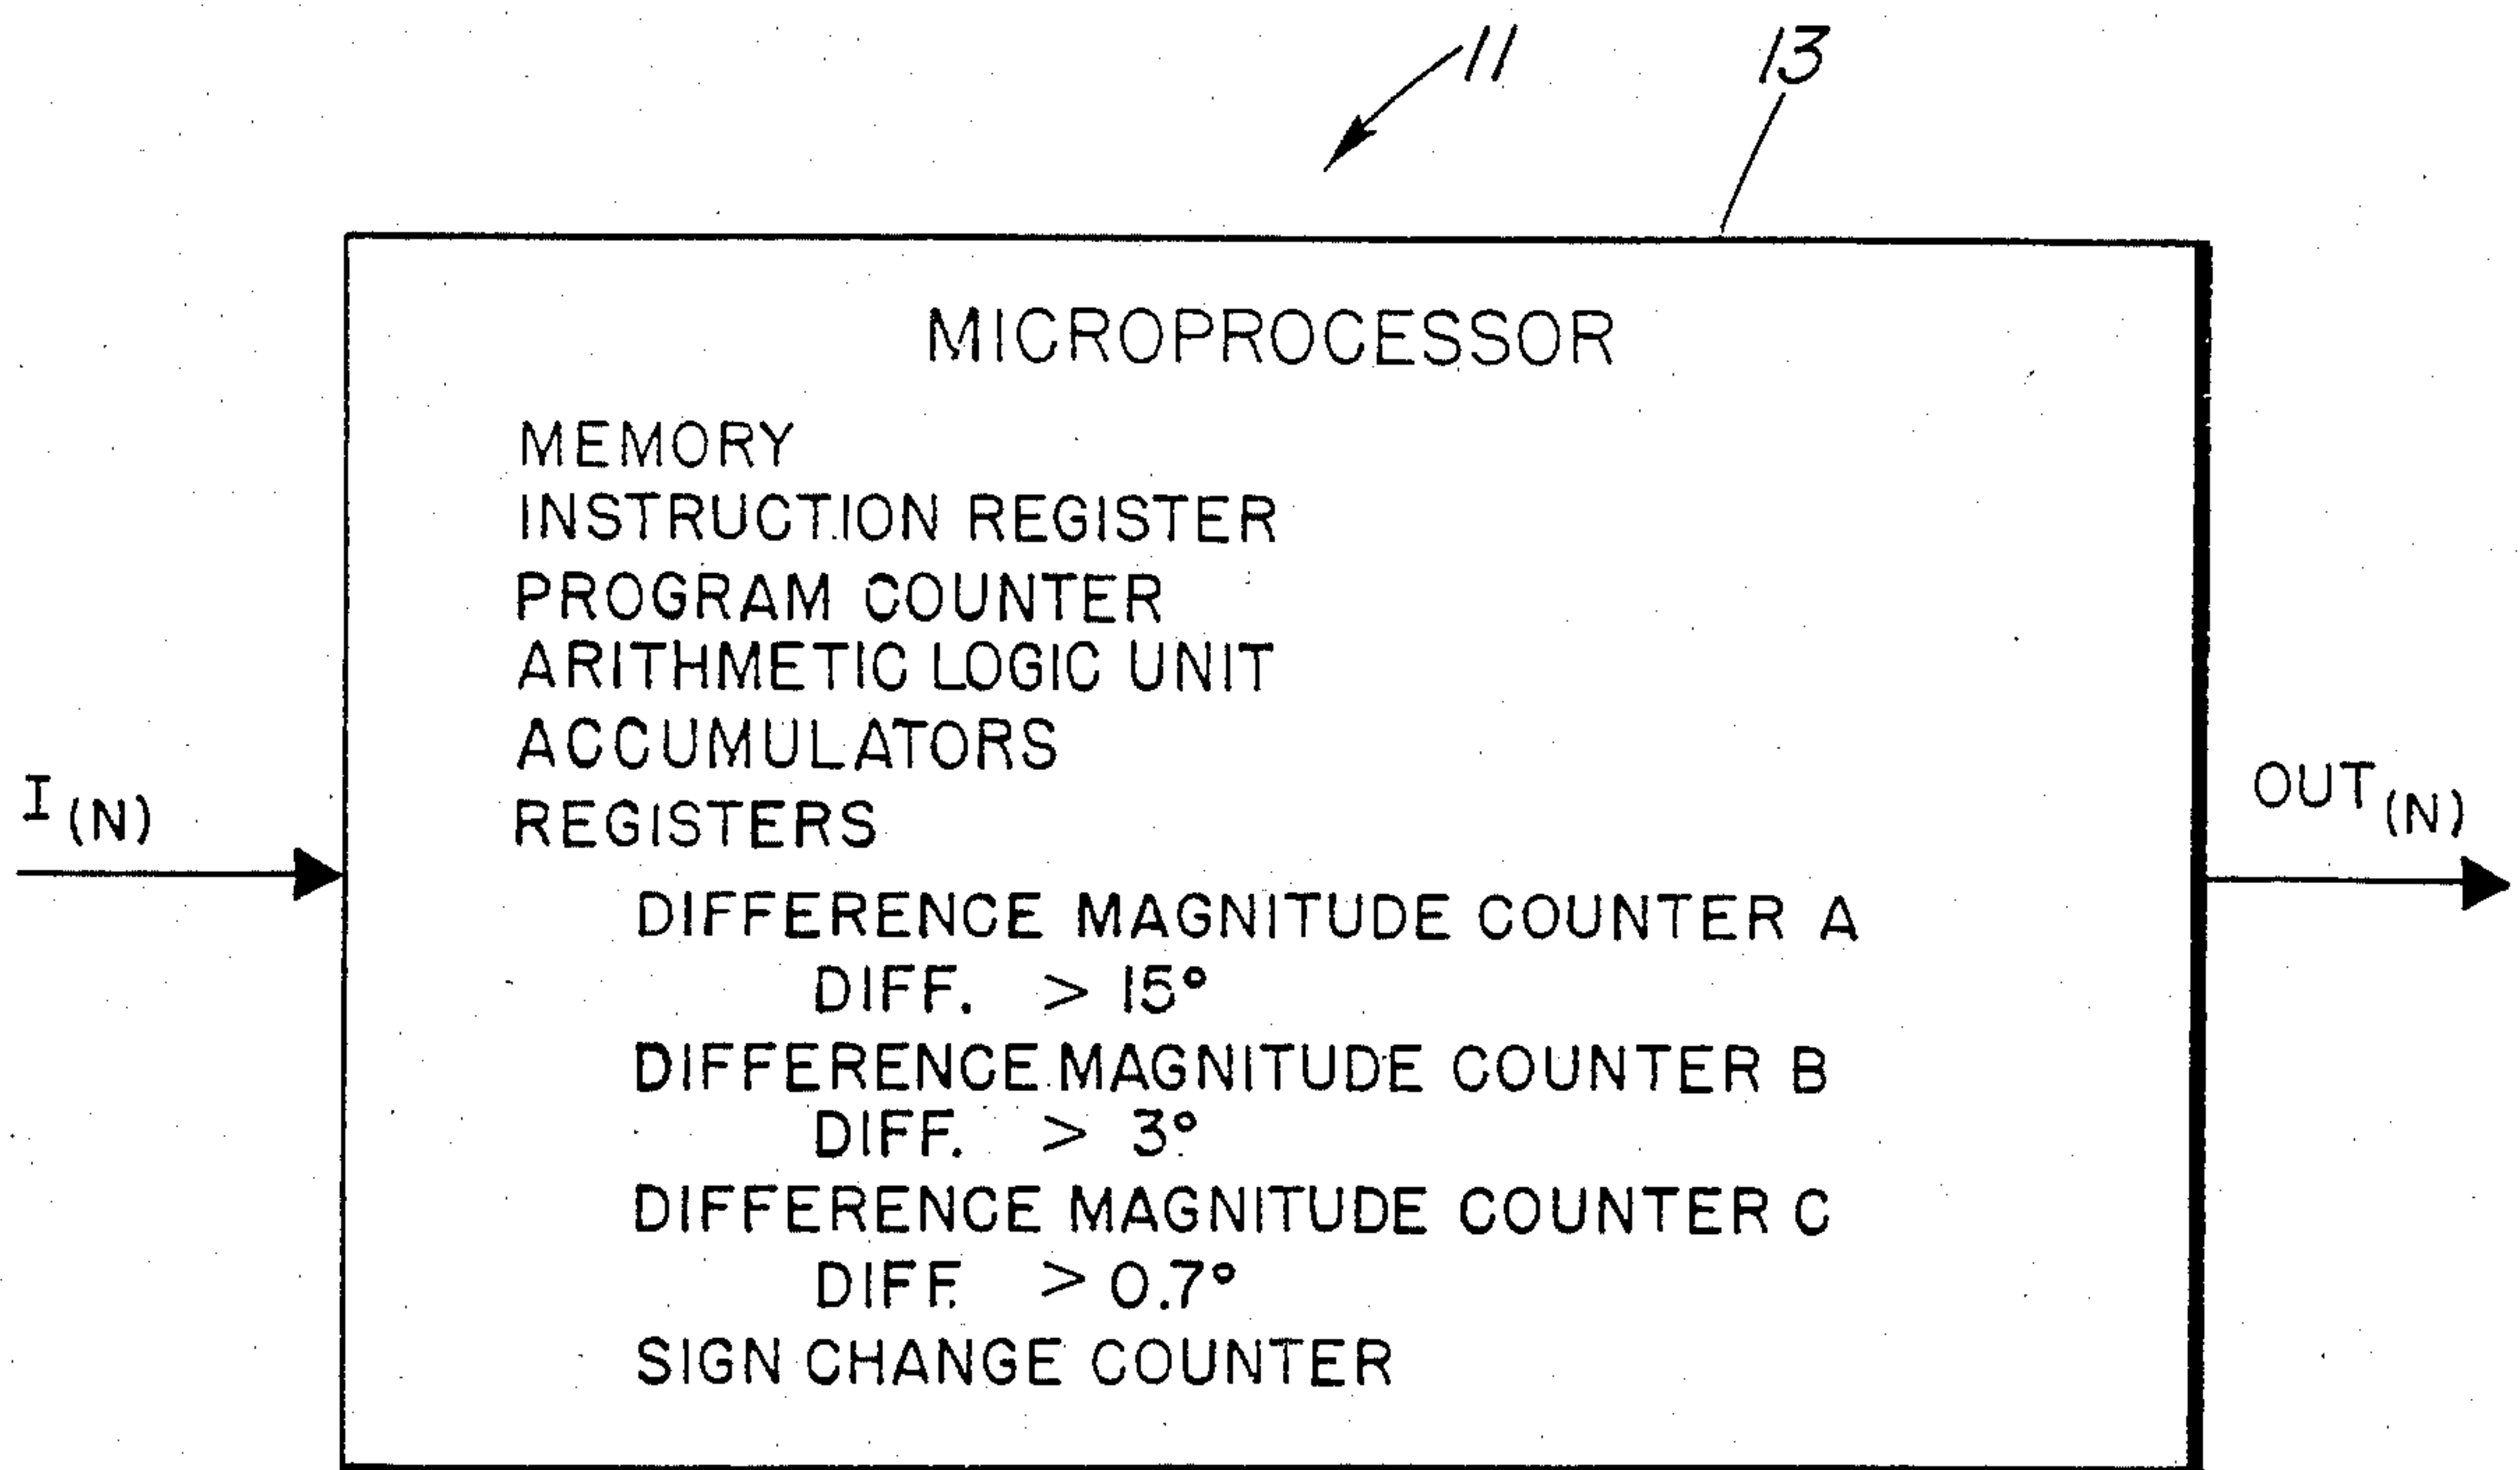 11
13
MICROPROCESSOR
MEMORY
INSTRUCTION REGISTER
PROGRAM COUNTER
ARITHMETIC LOGIC UNIT
ACCUMULATORS
REGISTERS
I(N)
OUT(N)
DIFFERENCE MAGNITUDE COUNTER A
DIFF. > 15°
DIFFERENCE MAGNITUDE COUNTER B
DIFF. > 3°
DIFFERENCE MAGNITUDE COUNTER C
DIFF. > 0.7°
SIGN CHANGE COUNTER